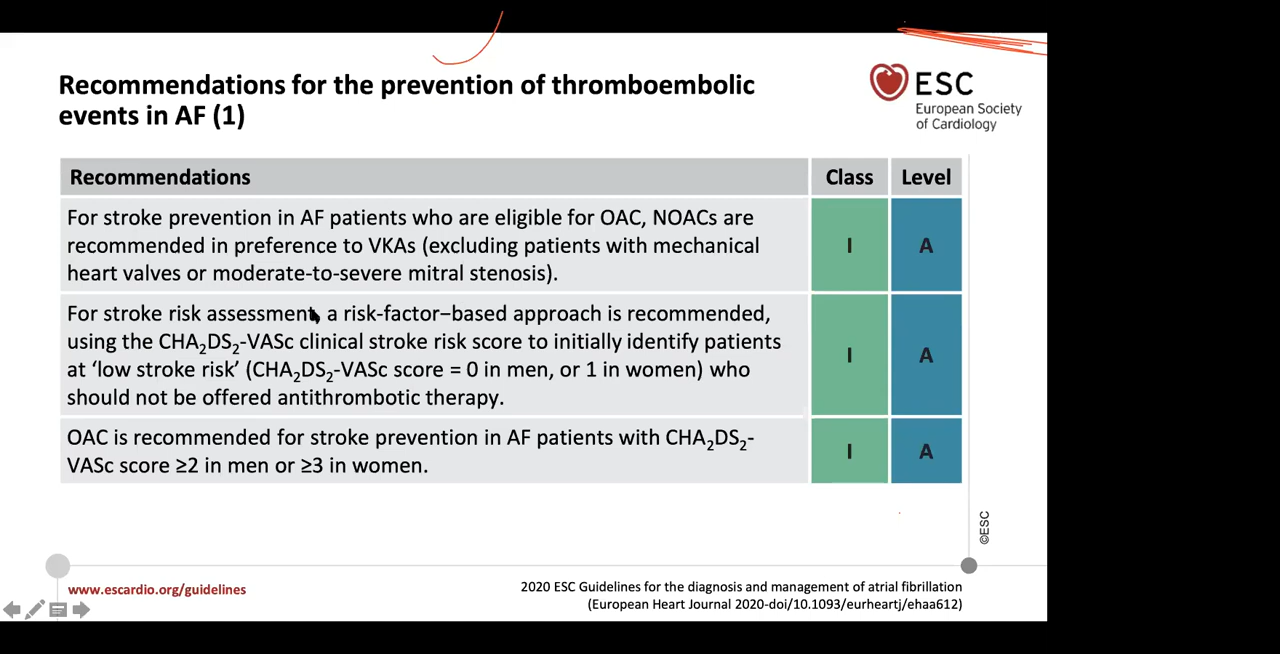 Recommendations for the prevention of thromboembolic
events in AF (1)
ESC
European Society
of Cardiology
Recommendations Class Level
For stroke prevention in AF patients who are eligible for OAC, NOACs are
recommended in preference to VKAs (excluding patients with mechanical
heart valves or moderate-to-severe mitral stenosis).
I A
For stroke risk assessment, a risk-factor–based approach is recommended,
using the CHA₂DS₂-VASc clinical stroke risk score to initially identify patients
at ‘low stroke risk’ (CHA₂DS₂-VASc score = 0 in men, or 1 in women) who
should not be offered antithrombotic therapy.
I A
OAC is recommended for stroke prevention in AF patients with CHA₂DS₂-
VASc score ≥2 in men or ≥3 in women.
I A
©ESC
www.escardio.org/guidelines
2020 ESC Guidelines for the diagnosis and management of atrial fibrillation
(European Heart Journal 2020-doi/10.1093/eurheartj/ehaa612)